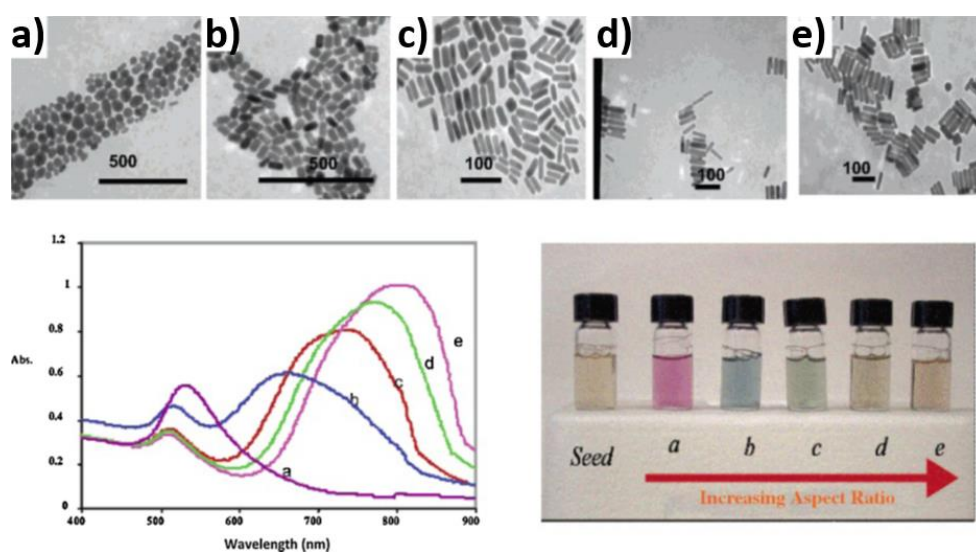 a) b) c) d) e)
500 500 100 100 100
1.2
1
0.8
0.6
0.4
0.2
0
Abs.
a
b
c
d
e
400 500 600 700 800 900
Wavelength (nm)
Seed a b c d e
Increasing Aspect Ratio